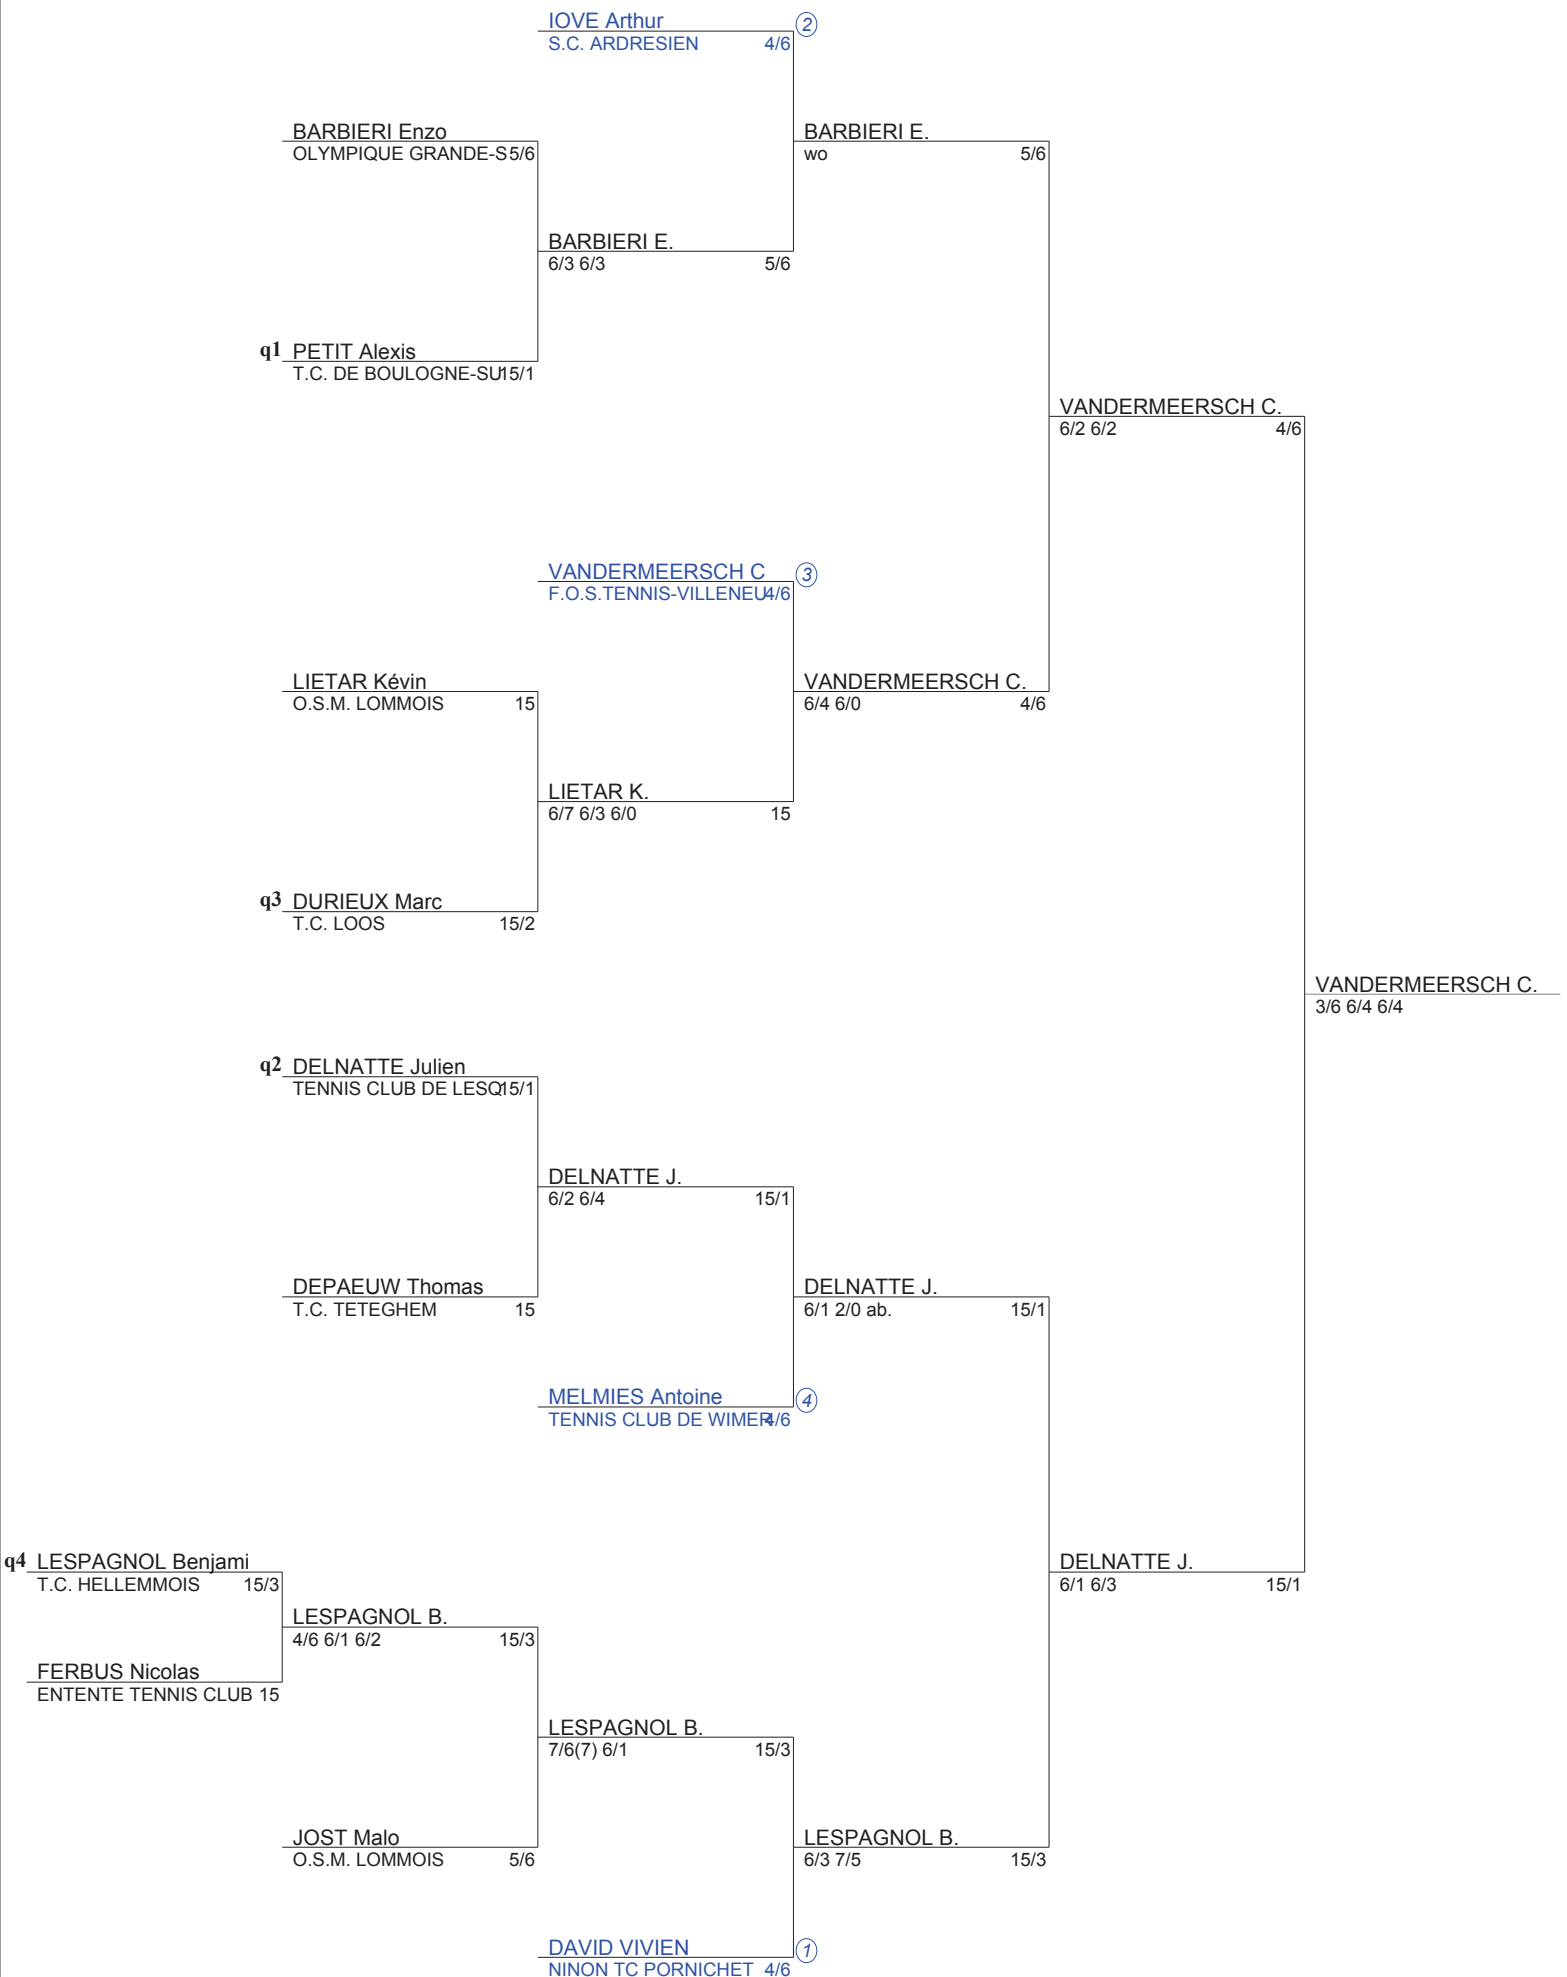 IOVE Arthur ②
S.C. ARDRESIEN 4/6
BARBIERI Enzo
OLYMPIQUE GRANDE-S 5/6
BARBIERI E.
wo 5/6
BARBIERI E.
6/3 6/3 5/6
q1 PETIT Alexis
T.C. DE BOULOGNE-SU 15/1
VANDERMEERSCH C.
6/2 6/2 4/6
VANDERMEERSCH C ③
F.O.S.TENNIS-VILLENEU 4/6
LIETAR Kévin
O.S.M. LOMMOIS 15
VANDERMEERSCH C.
6/4 6/0 4/6
LIETAR K.
6/7 6/3 6/0 15
q3 DURIEUX Marc
T.C. LOOS 15/2
VANDERMEERSCH C.
3/6 6/4 6/4
q2 DELNATTE Julien
TENNIS CLUB DE LESQ 15/1
DELNATTE J.
6/2 6/4 15/1
DEPAEUW Thomas
T.C. TETEGHEM 15
DELNATTE J.
6/1 2/0 ab. 15/1
MELMIES Antoine ④
TENNIS CLUB DE WIMER 4/6
q4 LESPAGNOL Benjami
T.C. HELLEMMOIS 15/3
DELNATTE J.
6/1 6/3 15/1
LESPAGNOL B.
4/6 6/1 6/2 15/3
FERBUS Nicolas
ENTENTE TENNIS CLUB 15
LESPAGNOL B.
7/6(7) 6/1 15/3
JOST Malo
O.S.M. LOMMOIS 5/6
LESPAGNOL B.
6/3 7/5 15/3
DAVID VIVIEN ①
NINON TC PORNICHET 4/6